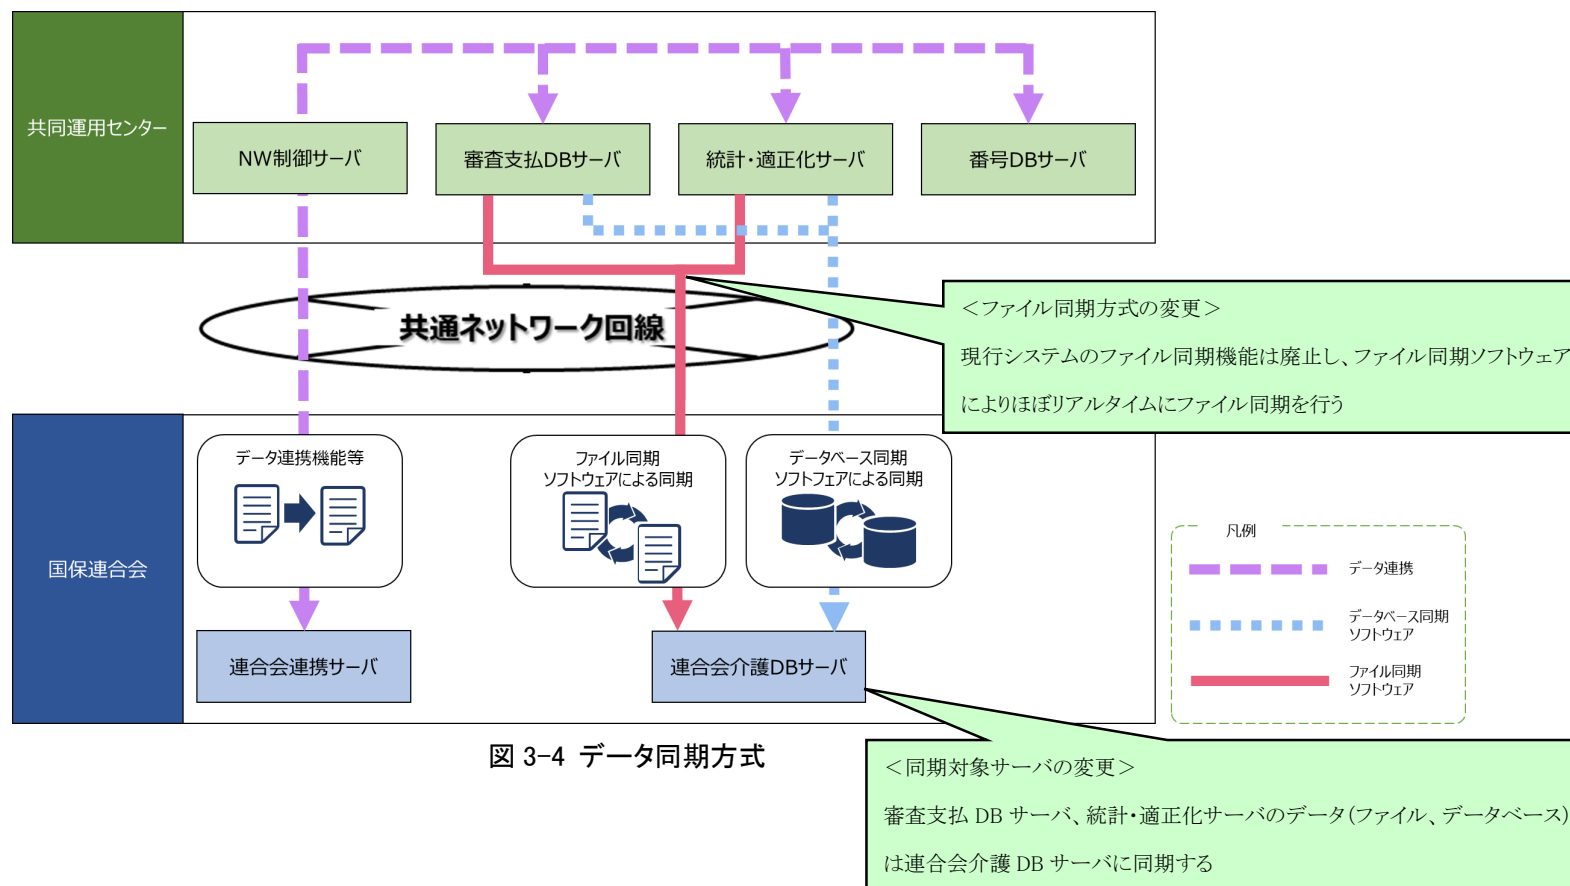 共同運用センター
NW制御サーバ
審査支払DBサーバ
統計・適正化サーバ
番号DBサーバ
共通ネットワーク回線
＜ファイル同期方式の変更＞
現行システムのファイル同期機能は廃止し、ファイル同期ソフトウェア
によりほぼリアルタイムにファイル同期を行う
国保連合会
データ連携機能等
ファイル同期
ソフトウェアによる同期
データベース同期
ソフトフェアによる同期
連合会連携サーバ
連合会介護DBサーバ
凡例
データ連携
データベース同期
ソフトウェア
ファイル同期
ソフトウェア
図 3-4 データ同期方式
＜同期対象サーバの変更＞
審査支払 DB サーバ、統計・適正化サーバのデータ(ファイル、データベース)
は連合会介護 DB サーバに同期する